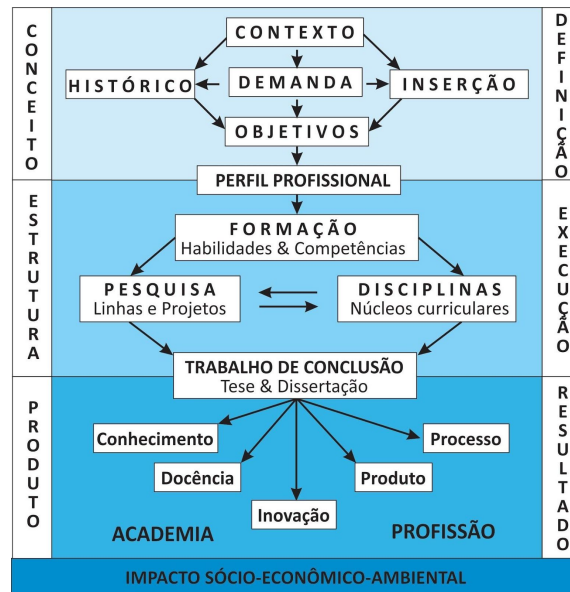 CONCEITO
DEFINIÇÃO
CONTEXTO
HISTÓRICO
DEMANDA
INSERÇÃO
OBJETIVOS
PERFIL PROFISSIONAL
ESTRUTURA
EXECUÇÃO
FORMAÇÃO
Habilidades & Competências
PESQUISA
Linhas e Projetos
DISCIPLINAS
Núcleos curriculares
TRABALHO DE CONCLUSÃO
Tese & Dissertação
PRODUTO
RESULTADO
Conhecimento
Processo
Docência
Produto
Inovação
ACADEMIA
PROFISSÃO
IMPACTO SÓCIO-ECONÔMICO-AMBIENTAL